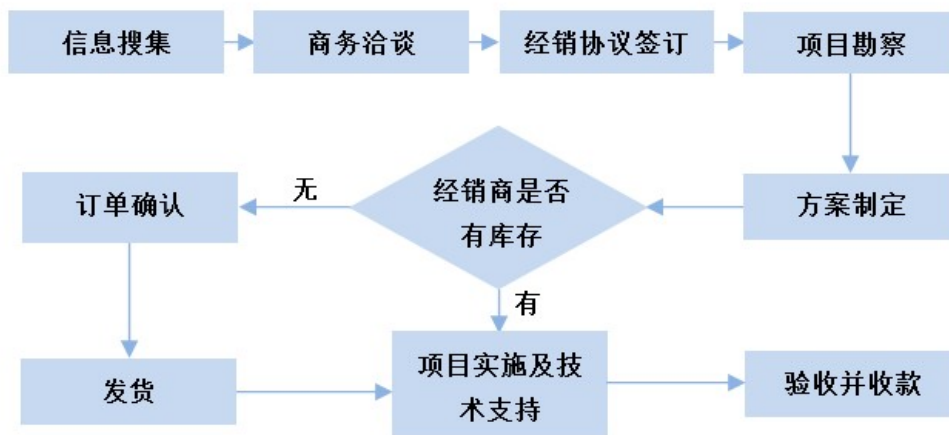 信息搜集
商务洽谈
经销协议签订
项目勘察
方案制定
经销商是否
有库存
无
订单确认
有
发货
项目实施及技
术支持
验收并收款